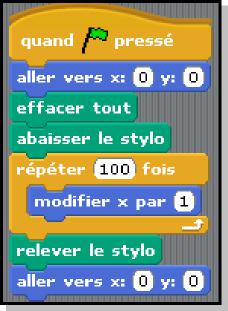 quand pressé
aller vers x: 0 y: 0
effacer tout
abaisser le stylo
répéter 100 fois
modifier x par 1
relever le stylo
aller vers x: 0 y: 0